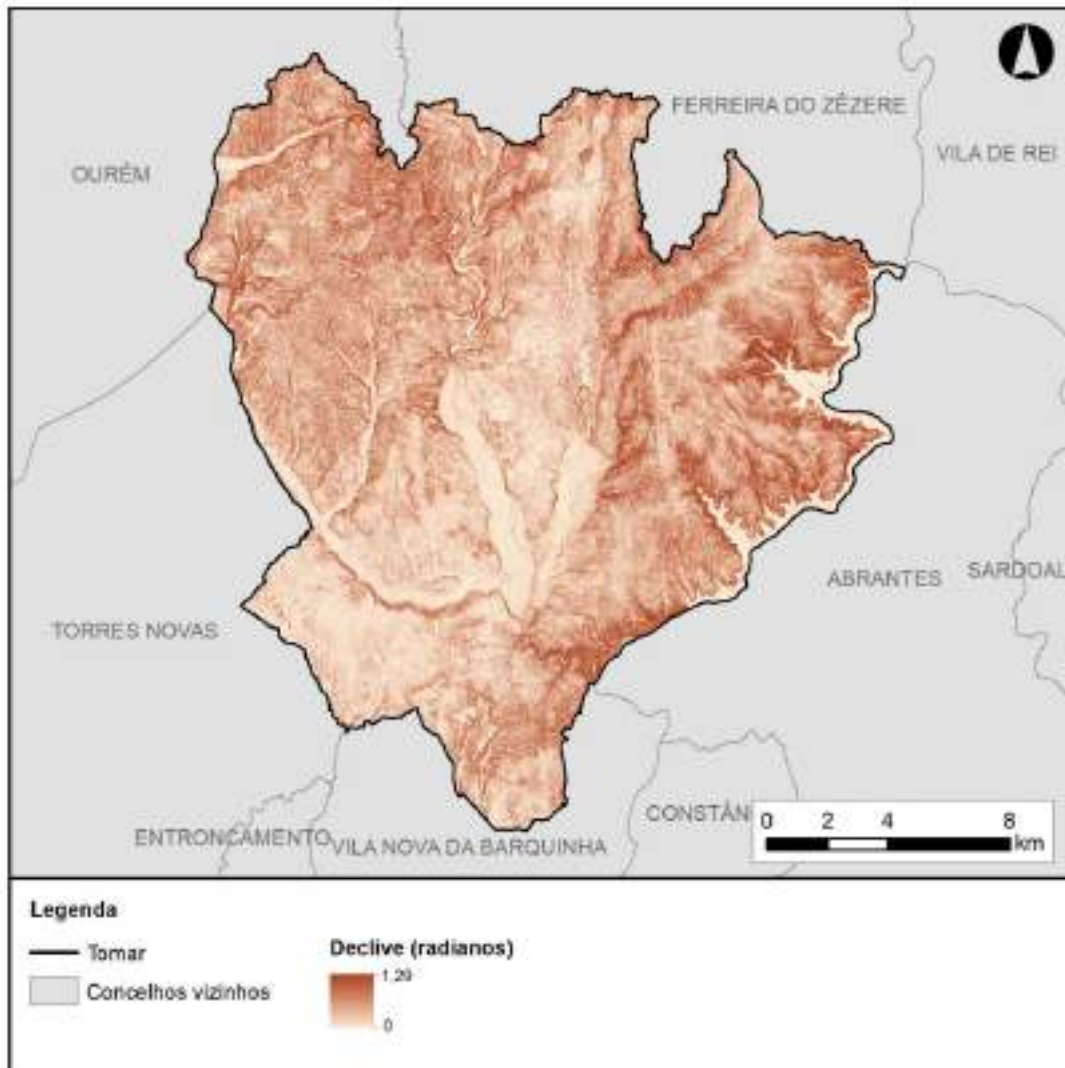 FERREIRA DO ZÊZERE
VILA DE REI
OURÉM
ABRANTES
SARDOAL
TORRES NOVAS
CONSTÂN
ENTRONCAMENTO
VILA NOVA DA BARQUINHA
0 2 4 8
km
Legenda
Tomar
Concelhos vizinhos
Declive (radianos)
1,29
0